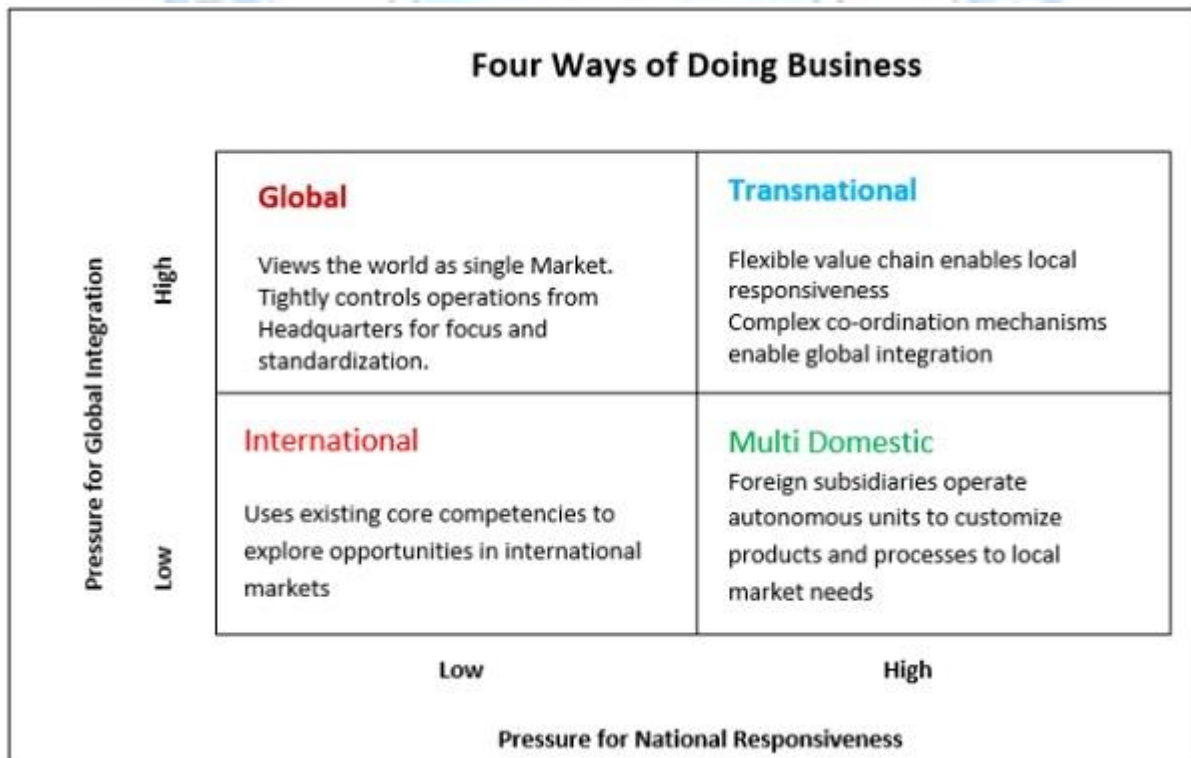 Four Ways of Doing Business
Pressure for Global Integration
High
Global
Views the world as single Market.
Tightly controls operations from
Headquarters for focus and
standardization.
Transnational
Flexible value chain enables local
responsiveness
Complex co-ordination mechanisms
enable global integration
Low
International
Uses existing core competencies to
explore opportunities in international
markets
Multi Domestic
Foreign subsidiaries operate
autonomous units to customize
products and processes to local
market needs
Low
High
Pressure for National Responsiveness